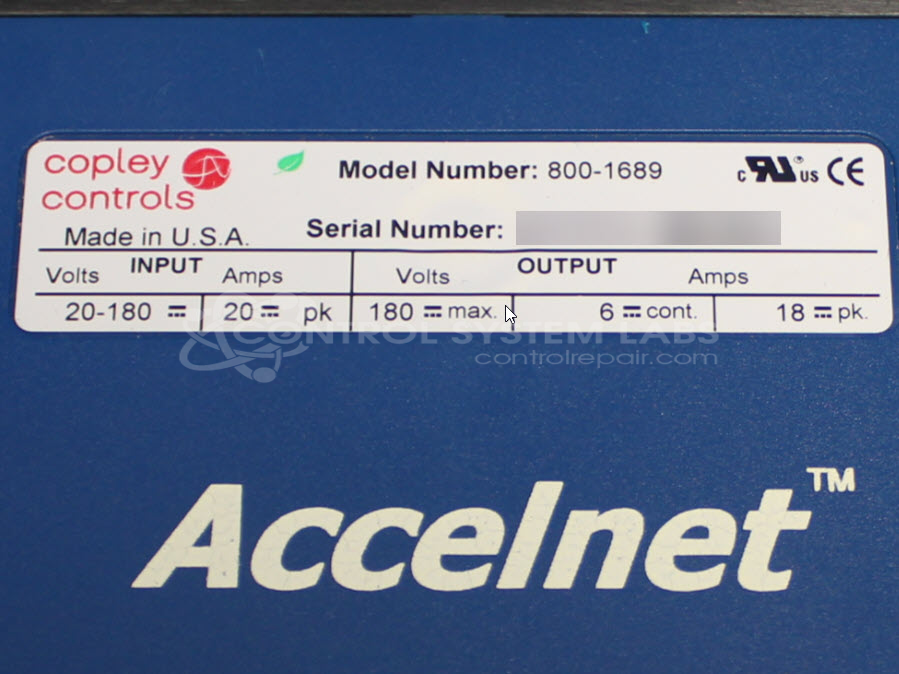 copley
controls
Model Number: 800-1689
c RU US CE
Made in U.S.A.
Serial Number:
INPUT OUTPUT
Volts Amps Volts Amps
20-180 ⎓ 20 ⎓ pk 180 ⎓ max. 6 ⎓ cont. 18 ⎓ pk.
CONTROL SYSTEM LABS
controlrepair.com
Accelnet™